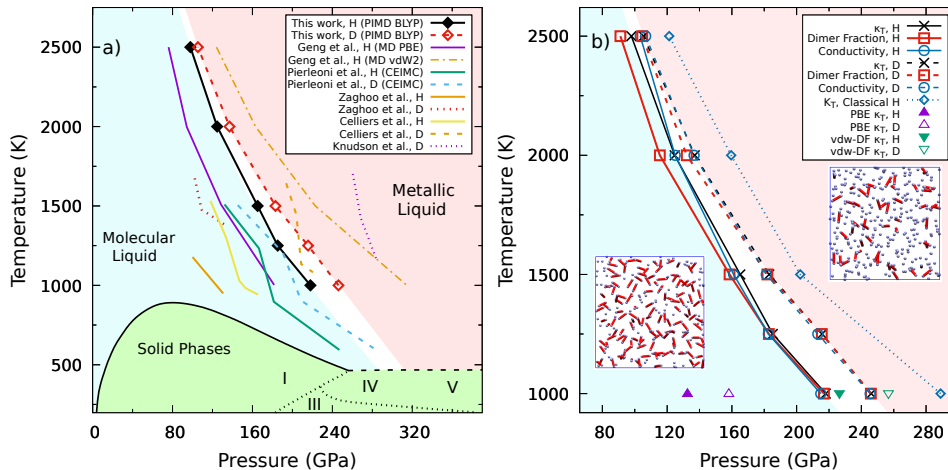 a)
This work, H (PIMD BLYP)
This work, D (PIMD BLYP)
Geng et al., H (MD PBE)
Geng et al., H (MD vdW2)
Pierleoni et al., H (CEIMC)
Pierleoni et al., D (CEIMC)
Zaghoo et al., H
Zaghoo et al., D
Celliers et al., H
Celliers et al., D
Knudson et al., D
Metallic
Liquid
Molecular
Liquid
Solid Phases
I
III
IV
V
Temperature (K)
2500
2000
1500
1000
500
0
80
160
240
320
Pressure (GPa)
b)
κT, H
Dimer Fraction, H
Conductivity, H
κT, D
Dimer Fraction, D
Conductivity, D
KT, Classical H
PBE κT, H
PBE κT, D
vdw-DF κT, H
vdw-DF κT, D
Temperature (K)
2500
2000
1500
1000
80
120
160
200
240
280
Pressure (GPa)